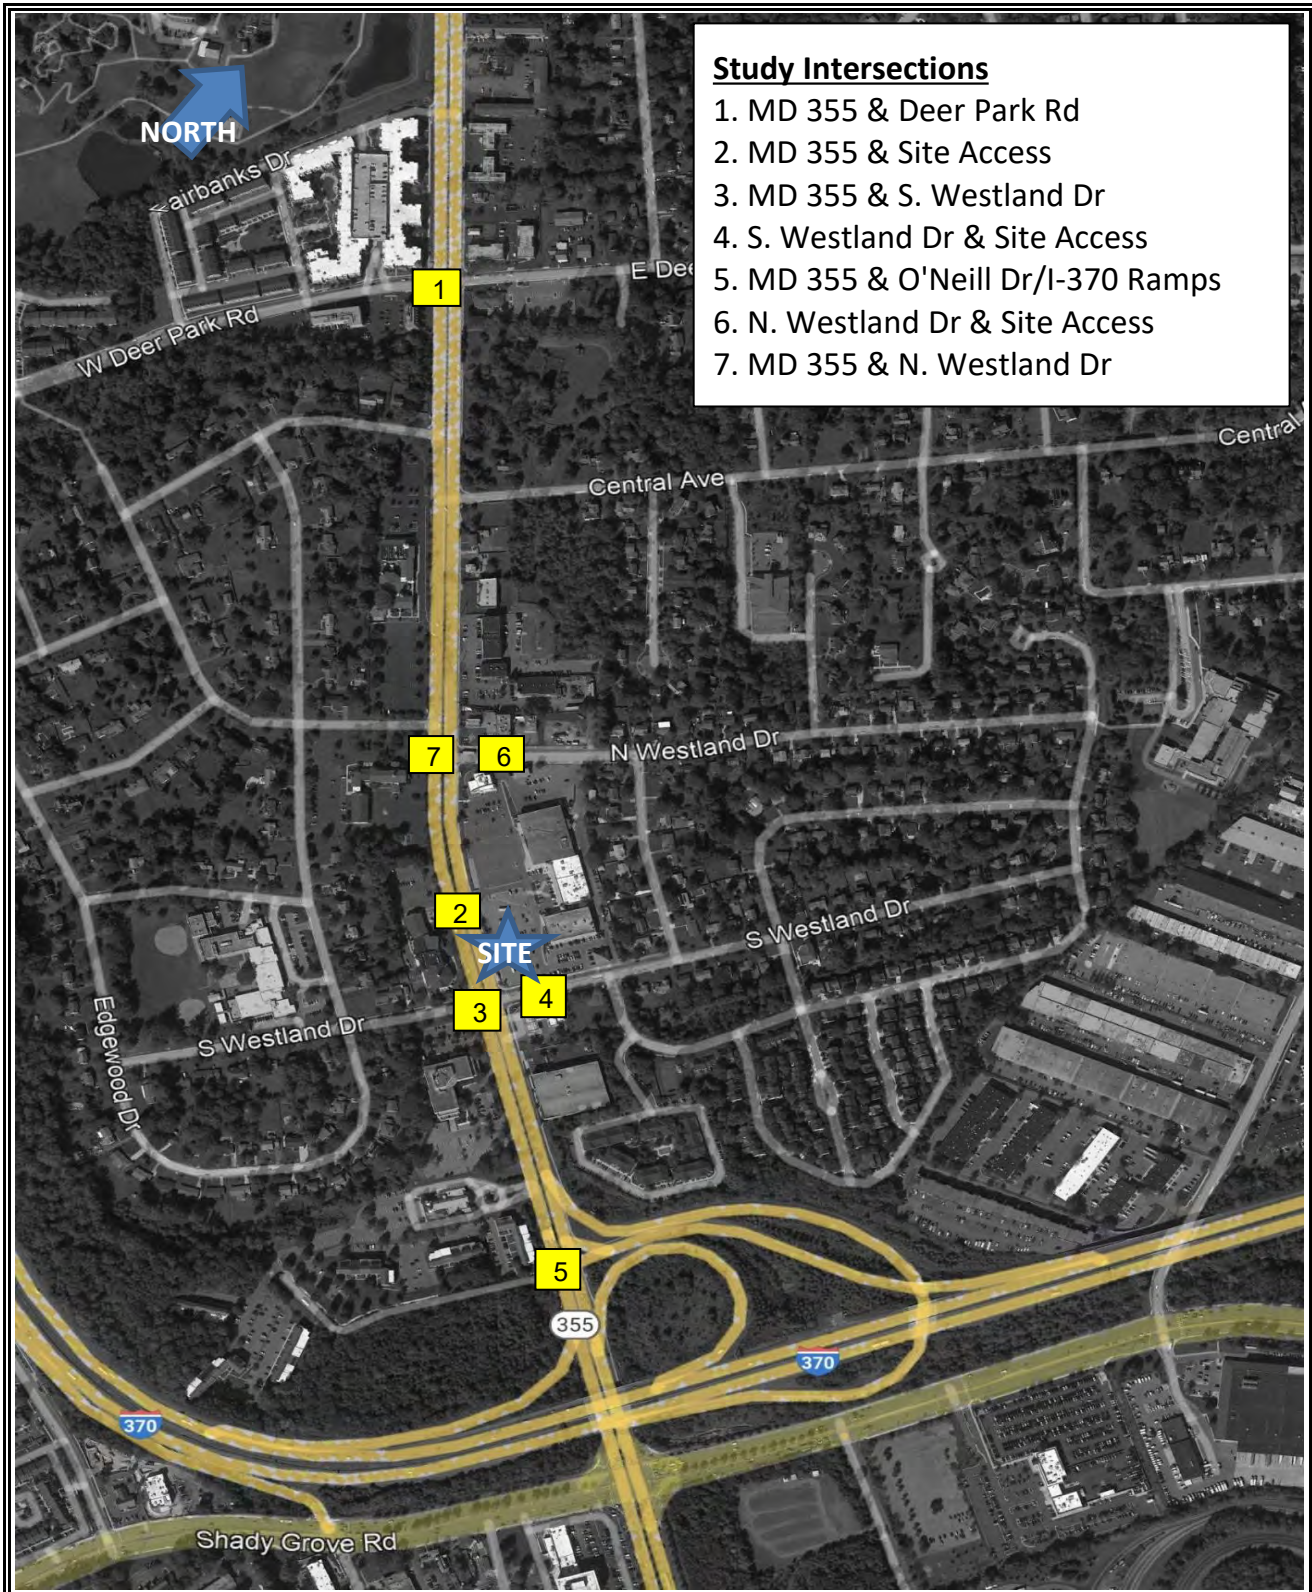 Study Intersections
1. MD 355 & Deer Park Rd
2. MD 355 & Site Access
3. MD 355 & S. Westland Dr
4. S. Westland Dr & Site Access
5. MD 355 & O'Neill Dr/I-370 Ramps
6. N. Westland Dr & Site Access
7. MD 355 & N. Westland Dr
NORTH
airbanks Dr
1
E Dee
W Deer Park Rd
Central
Central Ave
7
6
N Westland Dr
2
SITE
S Westland Dr
4
3
S Westland Dr
Edgewood Dr
5
355
370
370
Shady Grove Rd